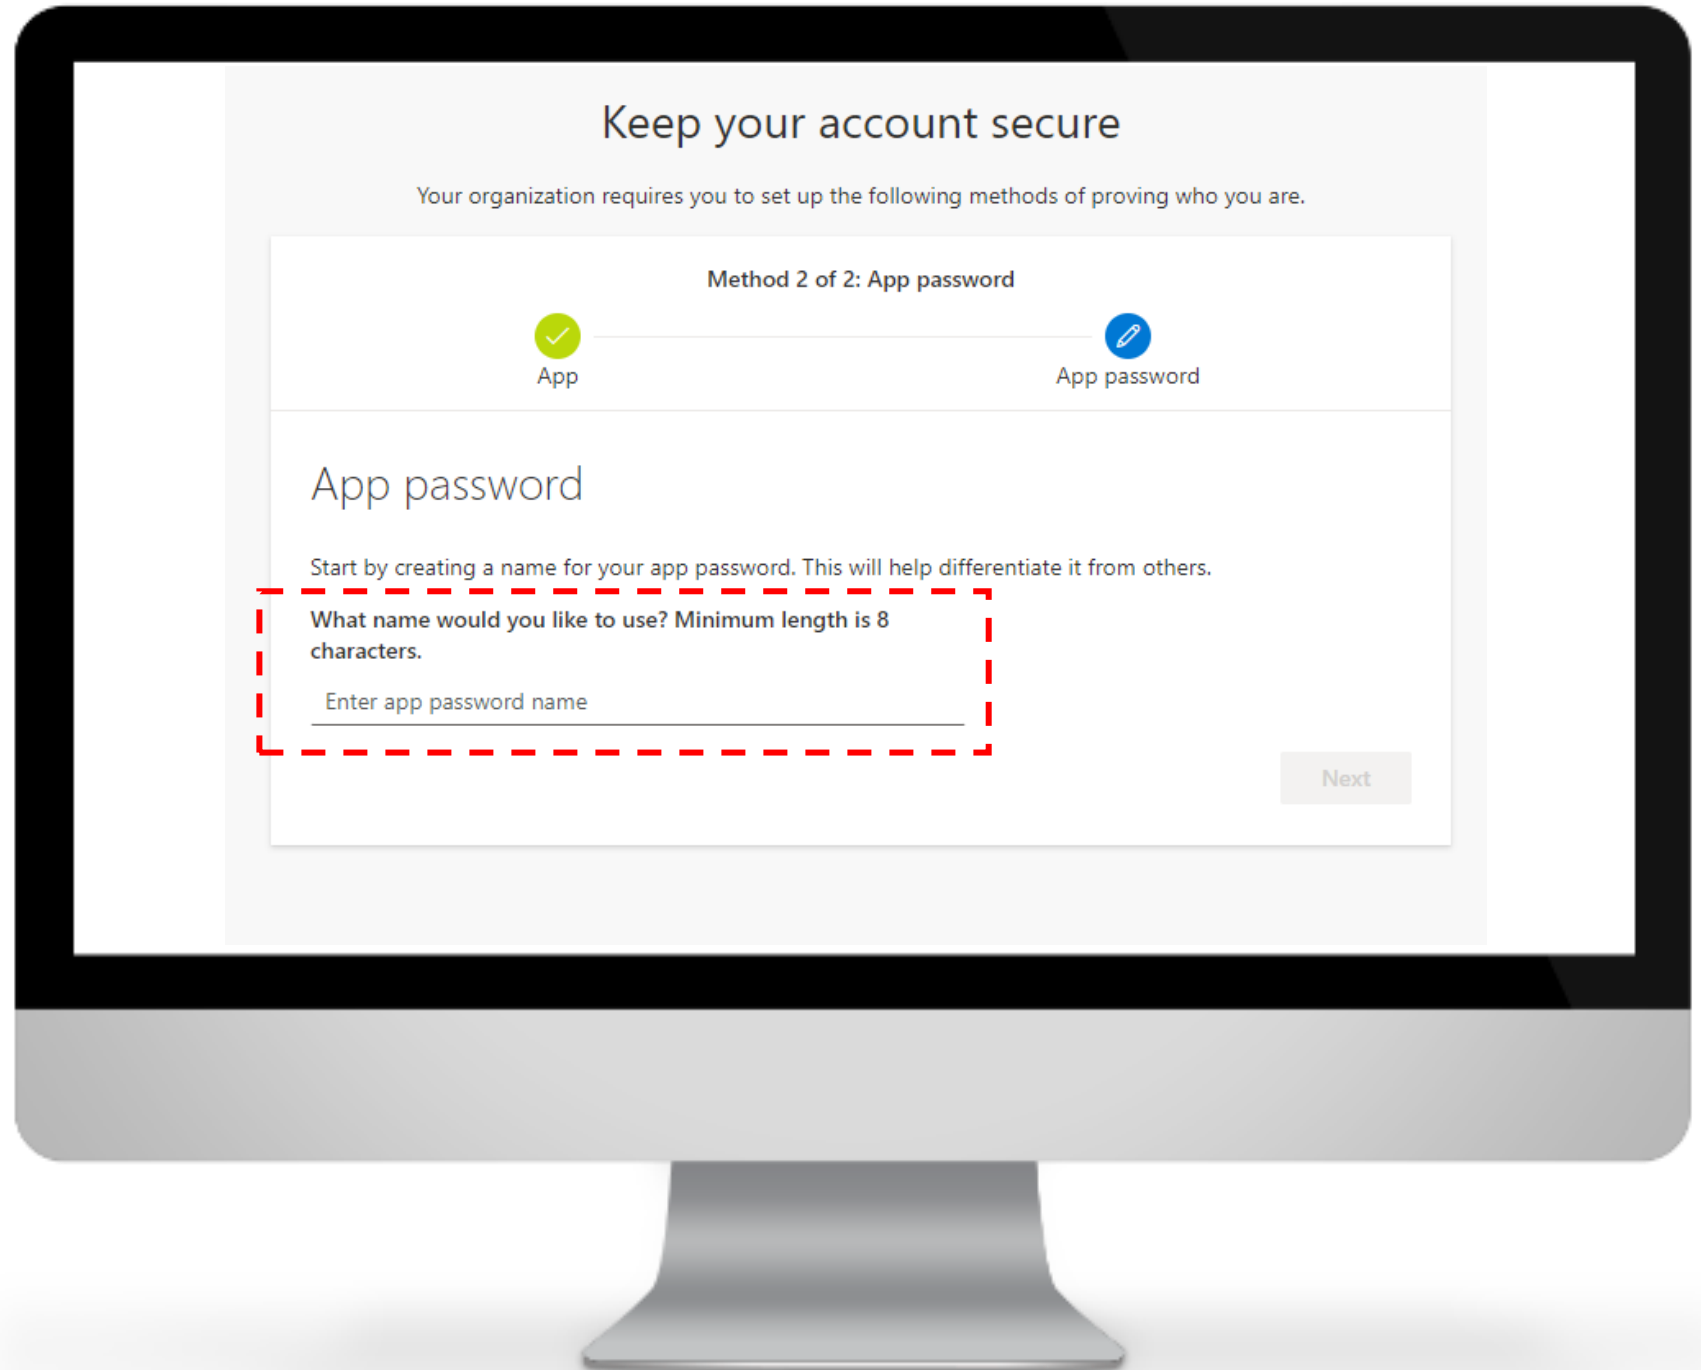 Keep your account secure
Your organization requires you to set up the following methods of proving who you are.
Method 2 of 2: App password
App
App password
App password
Start by creating a name for your app password. This will help differentiate it from others.
What name would you like to use? Minimum length is 8
characters.
Enter app password name
Next